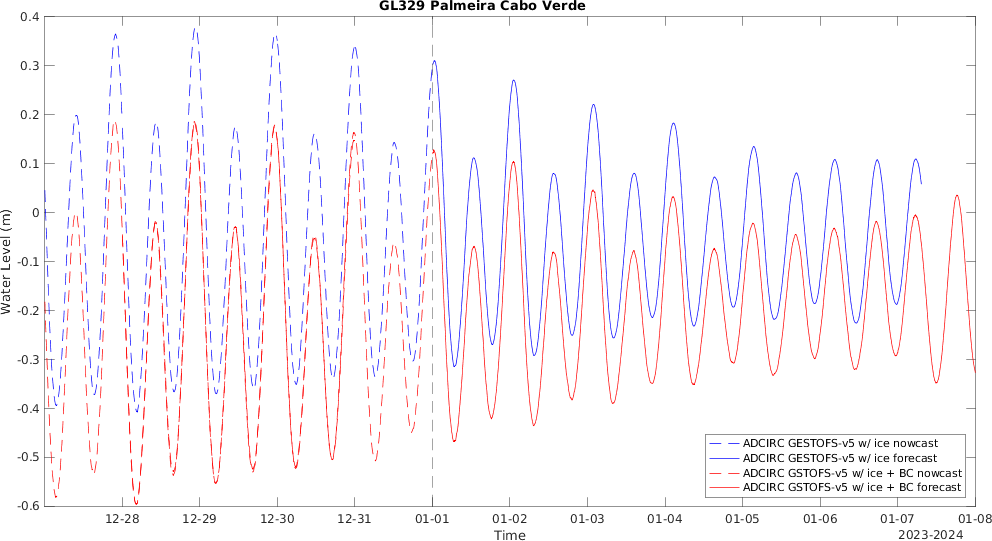 GL329 Palmeira Cabo Verde
0.4
0.3
0.2
0.1
0
-0.1
-0.2
-0.3
-0.4
-0.5
-0.6
Water Level (m)
ADCIRC GESTOFS-v5 w/ ice nowcast
ADCIRC GESTOFS-v5 w/ ice forecast
ADCIRC GSTOFS-v5 w/ ice + BC nowcast
ADCIRC GSTOFS-v5 w/ ice + BC forecast
12-28 12-29 12-30 12-31 01-01 01-02 01-03 01-04 01-05 01-06 01-07 01-08
Time
2023-2024